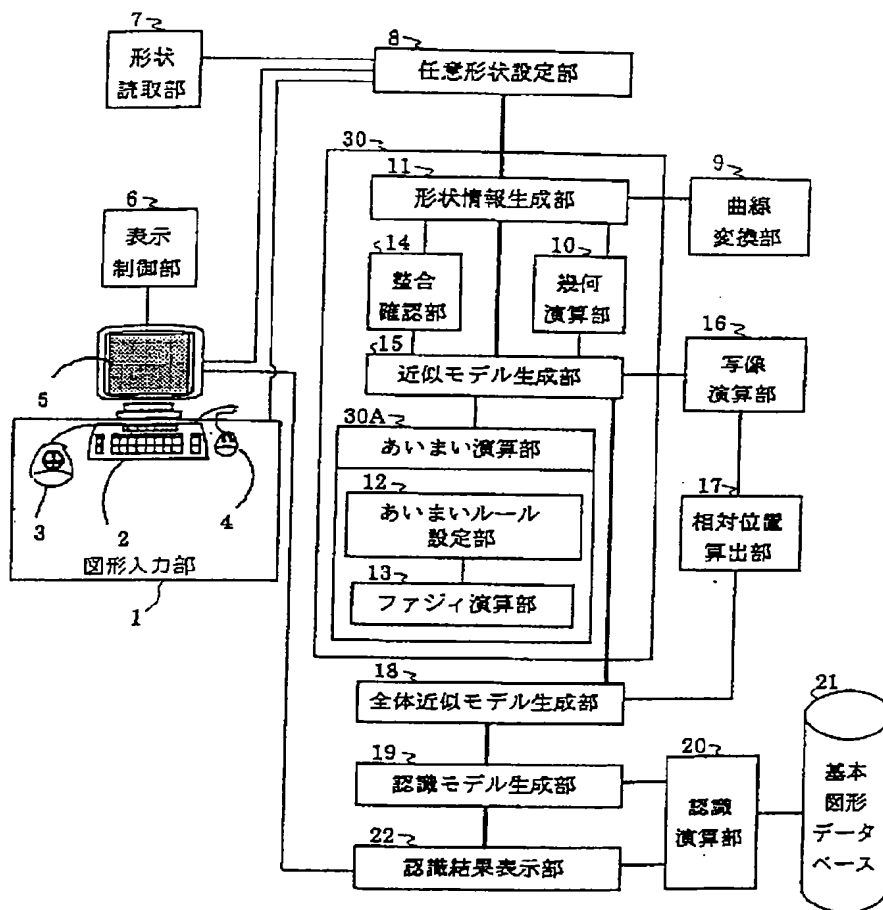 7
形状
読取部
8
任意形状設定部
30
11
形状情報生成部
9
曲線
変換部
6
表示
制御部
14
整合
確認部
10
幾何
演算部
15
近似モデル生成部
16
写像
演算部
5
30A
あいまい演算部
12
あいまいルール
設定部
13
ファジィ演算部
17
相対位置
算出部
3
2
4
図形入力部
1
18
全体近似モデル生成部
19
認識モデル生成部
20
認識
演算部
21
基本
図形
データ
ベース
22
認識結果表示部